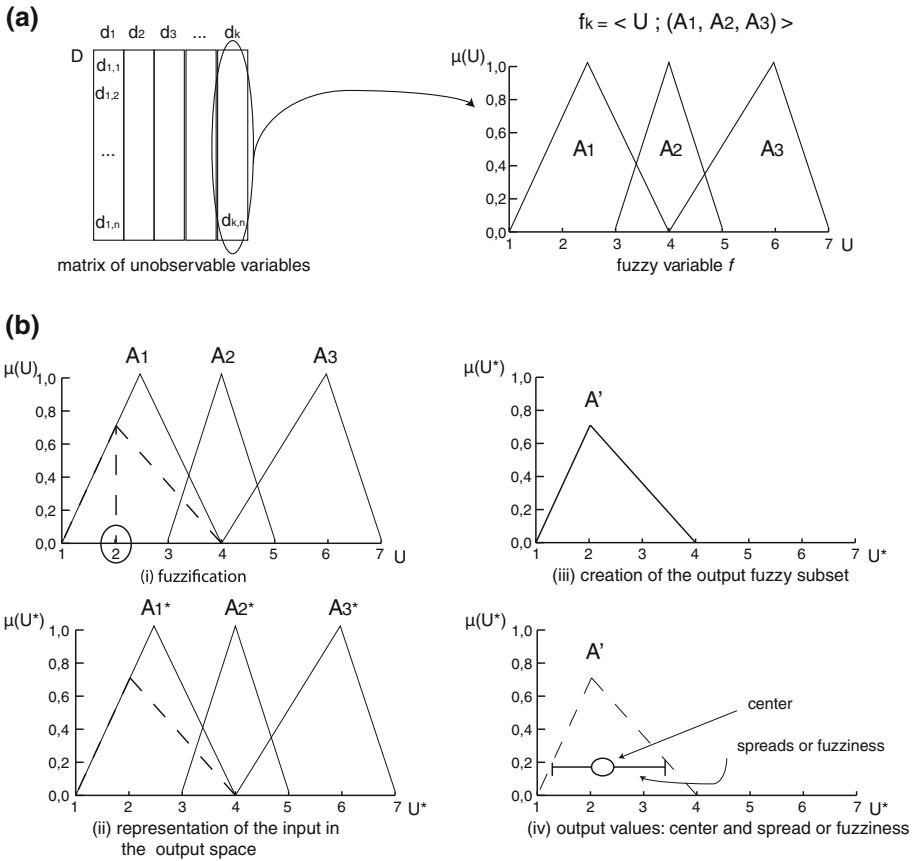 (a)
d1 d2 d3 ... dk
D
d1,1
d1,2
...
d1,n
dk,n
matrix of unobservable variables
fk = < U ; (A1, A2, A3) >
μ(U)
1,0
0,8
0,6
0,4
0,2
0,0
A1 A2 A3
1 2 3 4 5 6 7 U
fuzzy variable f
(b)
A1 A2 A3
μ(U)
1,0
0,8
0,6
0,4
0,2
0,0
1 2 3 4 5 6 7 U
(i) fuzzification
μ(U*)
1,0
0,8
0,6
0,4
0,2
0,0
A'
1 2 3 4 5 6 7 U*
(iii) creation of the output fuzzy subset
A1* A2* A3*
μ(U*)
1,0
0,8
0,6
0,4
0,2
0,0
1 2 3 4 5 6 7 U*
(ii) representation of the input in
the output space
μ(U*)
1,0
0,8
0,6
0,4
0,2
0,0
A'
center
spreads or fuzziness
1 2 3 4 5 6 7 U*
(iv) output values: center and spread or fuzziness